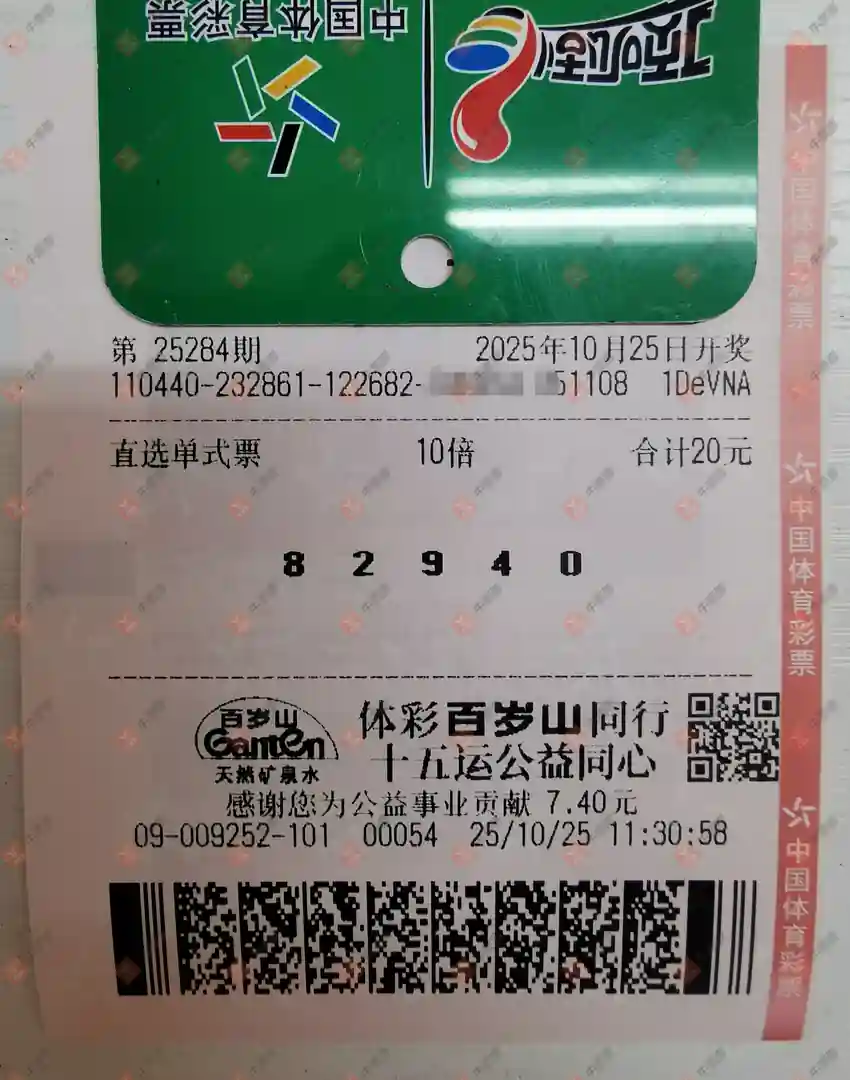 中国体育彩票
顶呱刮
第 25284期 2025年10月25日开奖
110440-232861-122682- 51108 1DeVNA
直选单式票 10倍 合计20元
8 2 9 4 0
百岁山
Ganten
天然矿泉水
体彩百岁山同行
十五运公益同心
感谢您为公益事业贡献 7.40元
09-009252-101 00054 25/10/25 11:30:58
中国体育彩票
中国体育彩票
中国体育彩票